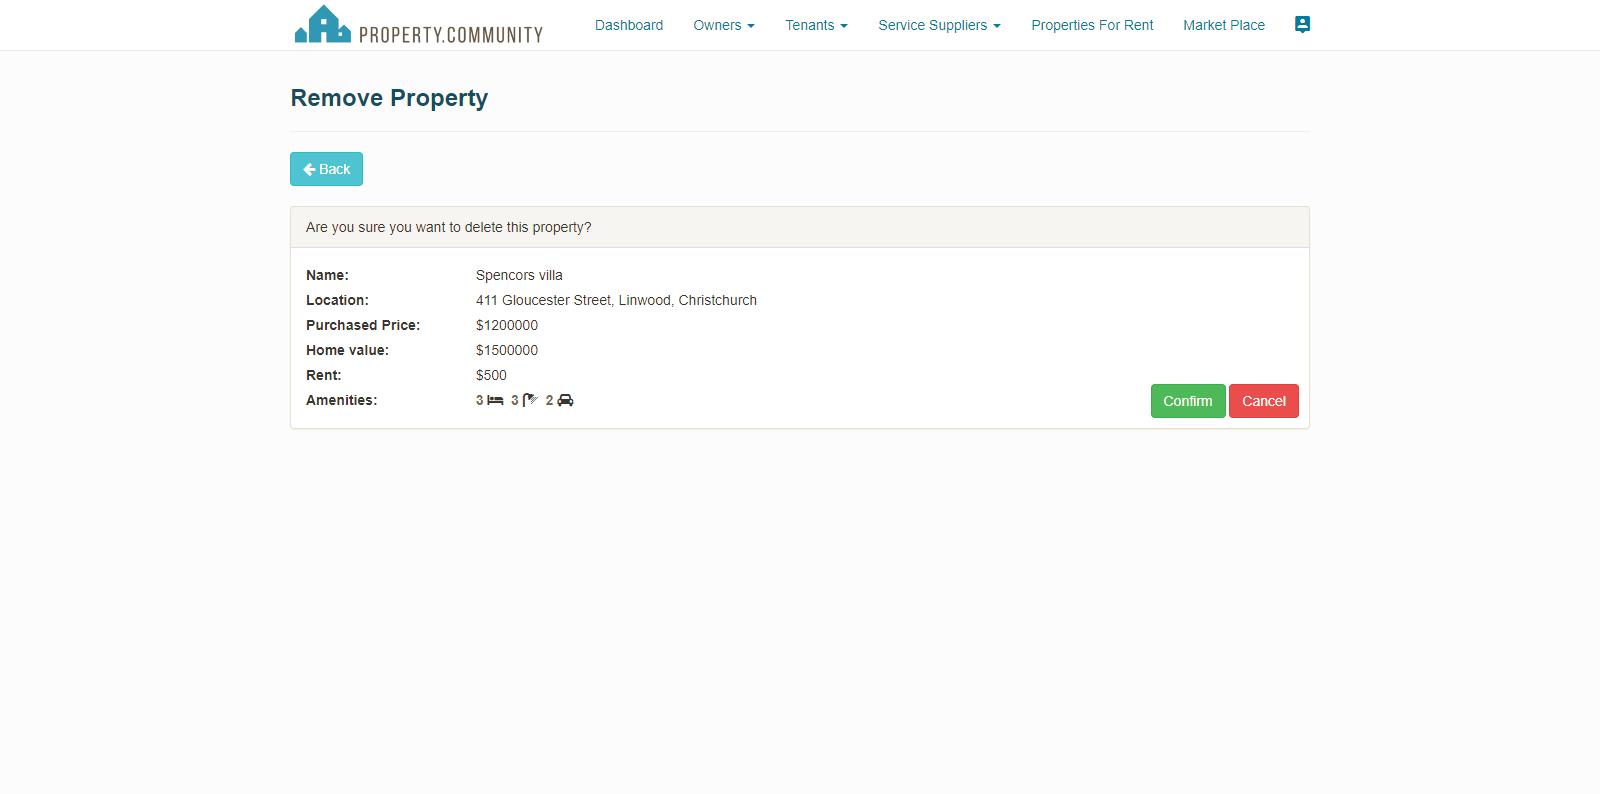 PROPERTY.COMMUNITY
Dashboard Owners Tenants Service Suppliers Properties For Rent Market Place
Remove Property
Back
Are you sure you want to delete this property?
Name: Spencors villa
Location: 411 Gloucester Street, Linwood, Christchurch
Purchased Price: $1200000
Home value: $1500000
Rent: $500
Amenities: 3 3 2
Confirm Cancel